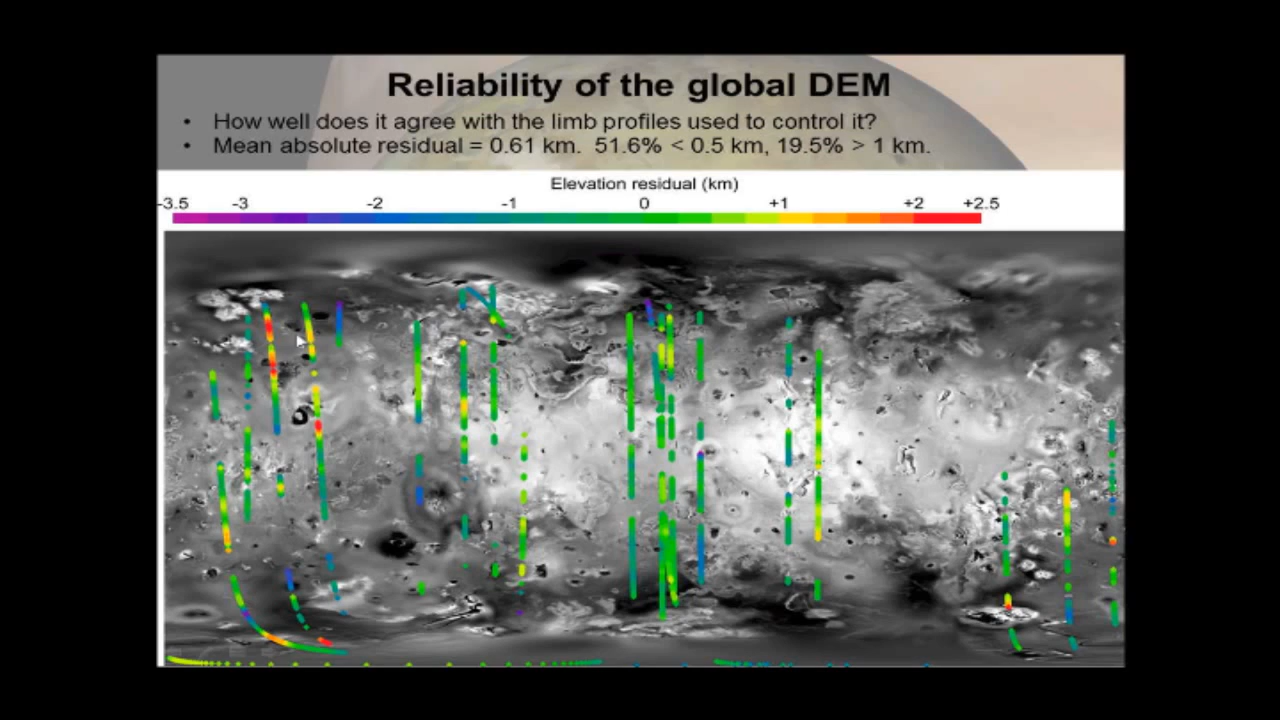 Reliability of the global DEM
• How well does it agree with the limb profiles used to control it?
• Mean absolute residual = 0.61 km. 51.6% < 0.5 km, 19.5% > 1 km.
Elevation residual (km)
-3.5 -3 -2 -1 0 +1 +2 +2.5